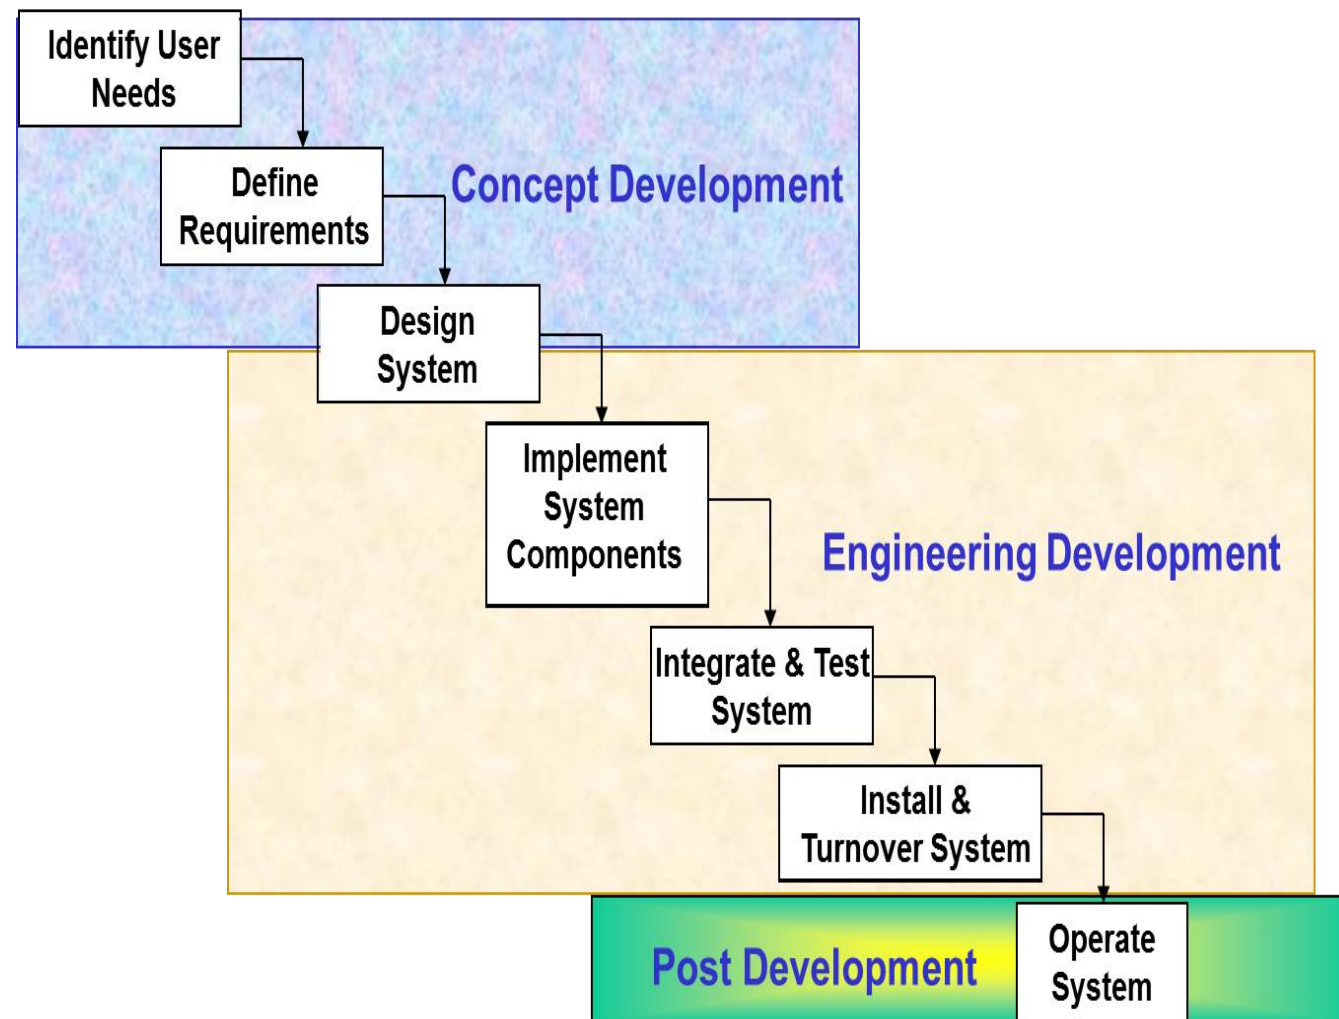 Identify User
Needs
Define
Requirements
Concept Development
Design
System
Implement
System
Components
Engineering Development
Integrate & Test
System
Install &
Turnover System
Post Development
Operate
System